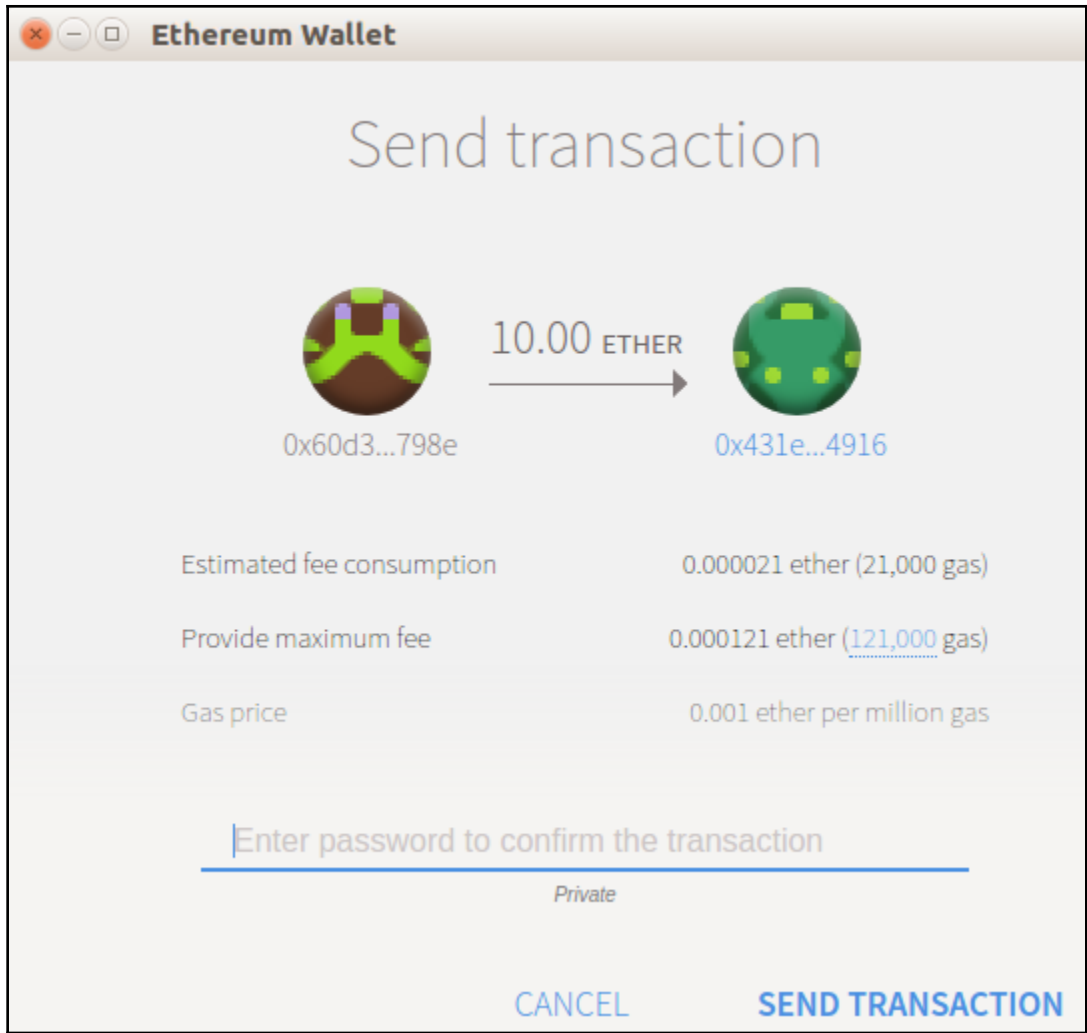 Ethereum Wallet
Send transaction
10.00 ETHER
0x60d3...798e 0x431e...4916
Estimated fee consumption 0.000021 ether (21,000 gas)
Provide maximum fee 0.000121 ether (121,000 gas)
Gas price 0.001 ether per million gas
Enter password to confirm the transaction
Private
CANCEL SEND TRANSACTION